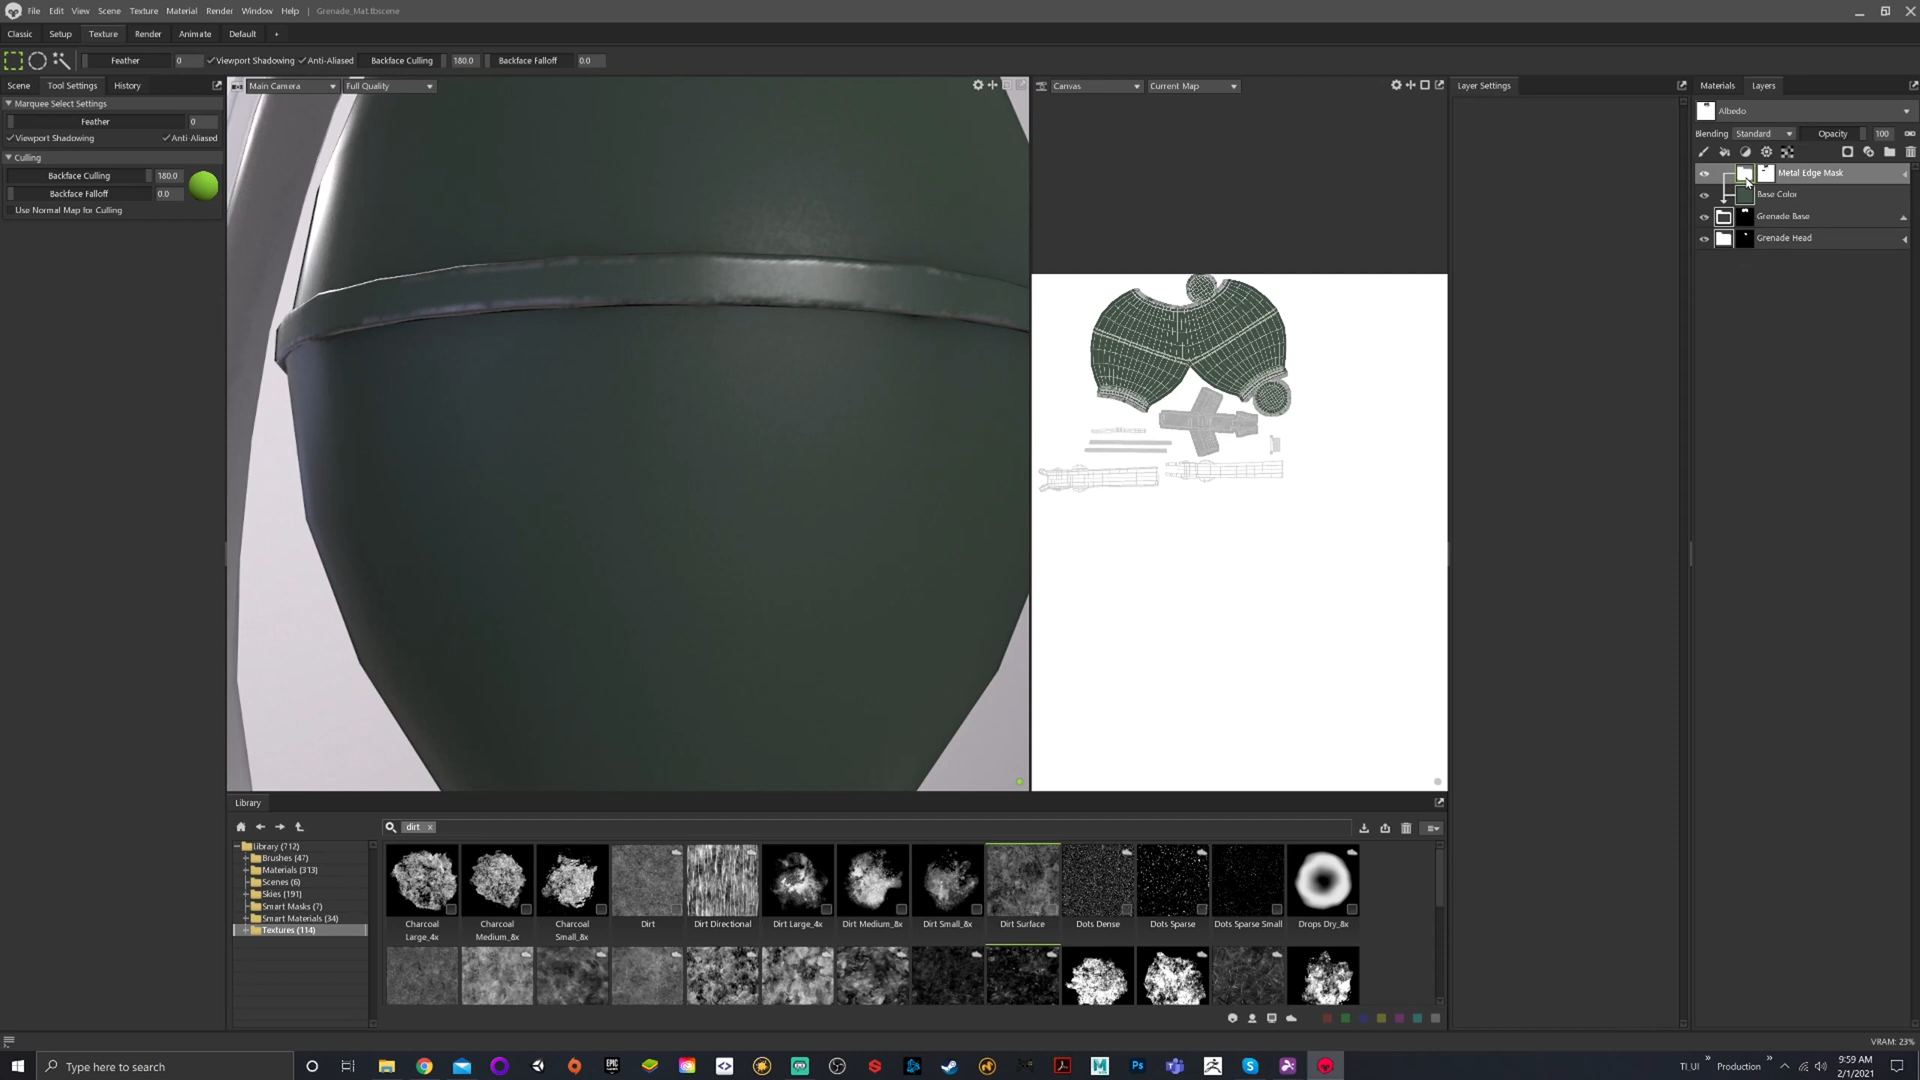 File Edit View Scene Texture Material Render Window Help Grenade_Mat.tbscene
Classic Setup Texture Render Animate Default +
Feather 0 Viewport Shadowing Anti-Aliased Backface Culling 180.0 Backface Falloff 0.0
Scene Tool Settings History
Main Camera Full Quality
Canvas Current Map
Layer Settings
Materials Layers
Marquee Select Settings
Feather 0
Viewport Shadowing Anti-Aliased
Culling
Backface Culling 180.0
Backface Falloff 0.0
Use Normal Map for Culling
Albedo
Blending Standard Opacity 100
Metal Edge Mask
Base Color
Grenade Base
Grenade Head
Library
dirt ×
Library (712)
Brushes (47)
Materials (313)
Scenes (6)
Skies (191)
Smart Masks (7)
Smart Materials (34)
Textures (114)
Charcoal Large_4x
Charcoal Medium_8x
Charcoal Small_8x
Dirt
Dirt Directional
Dirt Large_4x
Dirt Medium_8x
Dirt Small_8x
Dirt Surface
Dots Dense
Dots Sparse
Dots Sparse Small
Drops Dry_8x
VRAM: 23%
Type here to search
TI_UI
Production
9:59 AM
2/1/2021